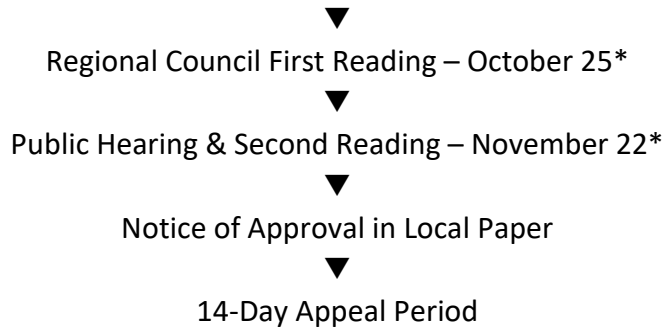 Regional Council First Reading – October 25*
Public Hearing & Second Reading – November 22*
Notice of Approval in Local Paper
14-Day Appeal Period